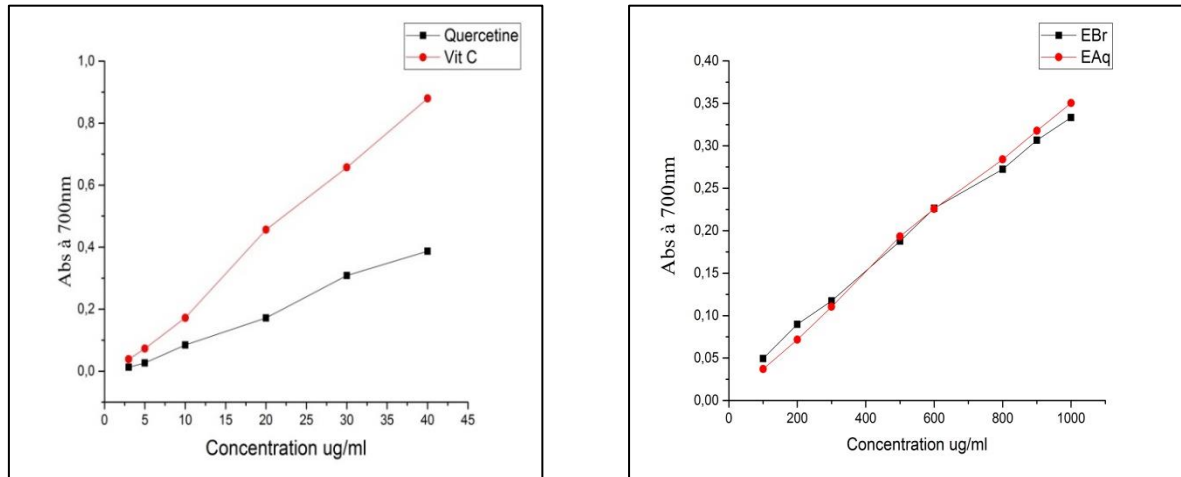 Quercetine
Vit C
1,0
0,8
0,6
0,4
0,2
0,0
Abs à 700nm
0 5 10 15 20 25 30 35 40 45
Concentration ug/ml
EBr
EAq
0,40
0,35
0,30
0,25
0,20
0,15
0,10
0,05
0,00
Abs à 700nm
0 200 400 600 800 1000
Concentration ug/ml